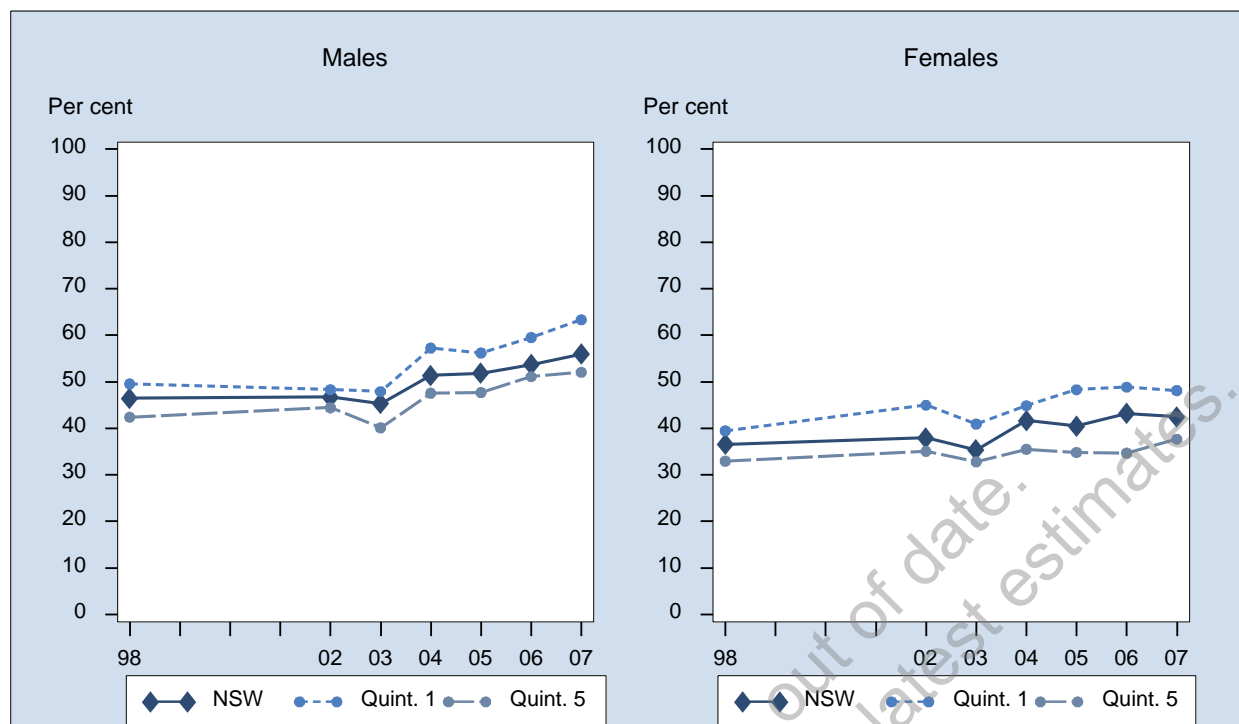 Males
Females
Per cent
Per cent
100
90
80
70
60
50
40
30
20
10
0
100
90
80
70
60
50
40
30
20
10
0
98 02 03 04 05 06 07
98 02 03 04 05 06 07
NSW Quint. 1 Quint. 5
NSW Quint. 1 Quint. 5
out of date.
latest estimates.